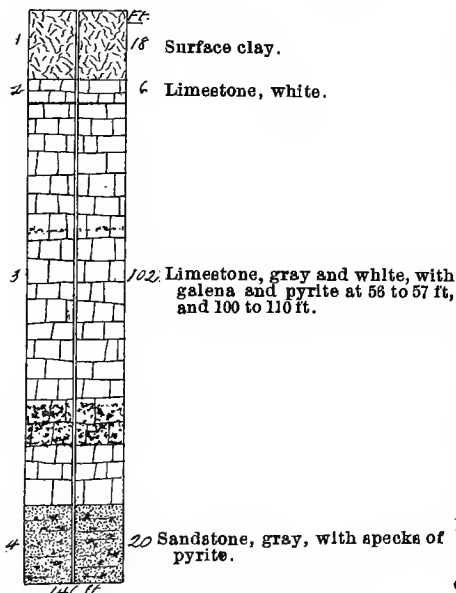 Ft.
1 18 Surface clay.
2 6 Limestone, white.
3 102 Limestone, gray and white, with
galena and pyrite at 56 to 57 ft,
and 100 to 110 ft.
4 20 Sandstone, gray, with specks of
pyrite.
146 ft